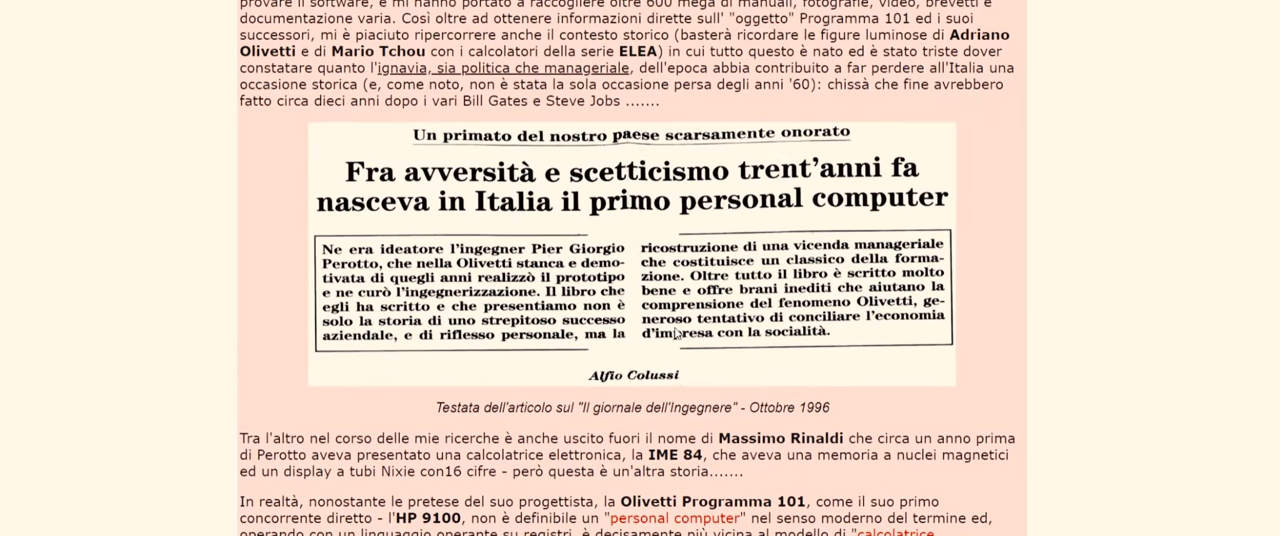 provare il software, e mi hanno portato a raccogliere oltre 600 mega di manuali, fotografie, video, brevetti e
documentazione varia. Così oltre ad ottenere informazioni dirette sull' "oggetto" Programma 101 ed i suoi
successori, mi è piaciuto ripercorrere anche il contesto storico (basterà ricordare le figure luminose di Adriano
Olivetti e di Mario Tchou con i calcolatori della serie ELEA) in cui tutto questo è nato ed è stato triste dover
constatare quanto l'ignavia, sia politica che manageriale, dell'epoca abbia contribuito a far perdere all'Italia una
occasione storica (e, come noto, non è stata la sola occasione persa degli anni '60): chissà che fine avrebbero
fatto circa dieci anni dopo i vari Bill Gates e Steve Jobs .......
Un primato del nostro paese scarsamente onorato
Fra avversità e scetticismo trent'anni fa
nasceva in Italia il primo personal computer
Ne era ideatore l'ingegner Pier Giorgio
Perotto, che nella Olivetti stanca e demo-
tivata di quegli anni realizzò il prototipo
e ne curò l'ingegnerizzazione. Il libro che
egli ha scritto e che presentiamo non è
solo la storia di uno strepitoso successo
aziendale, e di riflesso personale, ma la
ricostruzione di una vicenda manageriale
che costituisce un classico della forma-
zione. Oltre tutto il libro è scritto molto
bene e offre brani inediti che aiutano la
comprensione del fenomeno Olivetti, ge-
neroso tentativo di conciliare l'economia
d'impresa con la socialità.
Alfio Colussi
Testata dell'articolo sul "Il giornale dell'Ingegnere" - Ottobre 1996
Tra l'altro nel corso delle mie ricerche è anche uscito fuori il nome di Massimo Rinaldi che circa un anno prima
di Perotto aveva presentato una calcolatrice elettronica, la IME 84, che aveva una memoria a nuclei magnetici
ed un display a tubi Nixie con16 cifre - però questa è un'altra storia.......
In realtà, nonostante le pretese del suo progettista, la Olivetti Programma 101, come il suo primo
concorrente diretto - l'HP 9100, non è definibile un "personal computer" nel senso moderno del termine ed,
operando con un linguaggio operante su registri, è decisamente più vicina al modello di "calcolatrice